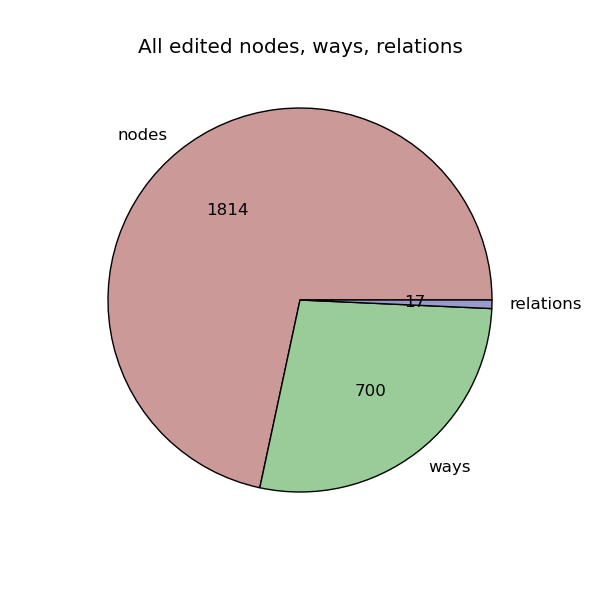 All edited nodes, ways, relations
nodes
1814
17
relations
700
ways